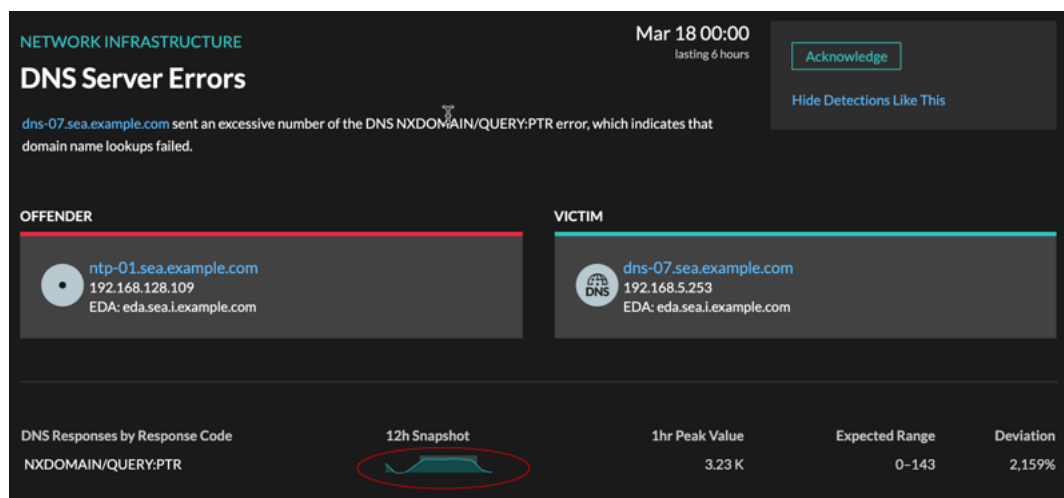 NETWORK INFRASTRUCTURE
DNS Server Errors
Mar 18 00:00
lasting 6 hours
Acknowledge
Hide Detections Like This
dns-07.sea.example.com sent an excessive number of the DNS NXDOMAIN/QUERY:PTR error, which indicates that
domain name lookups failed.
OFFENDER
ntp-01.sea.example.com
192.168.128.109
EDA: eda.sea.i.example.com
VICTIM
DNS
dns-07.sea.example.com
192.168.5.253
EDA: eda.sea.i.example.com
DNS Responses by Response Code 12h Snapshot 1hr Peak Value Expected Range Deviation
NXDOMAIN/QUERY:PTR 3.23 K 0–143 2,159%